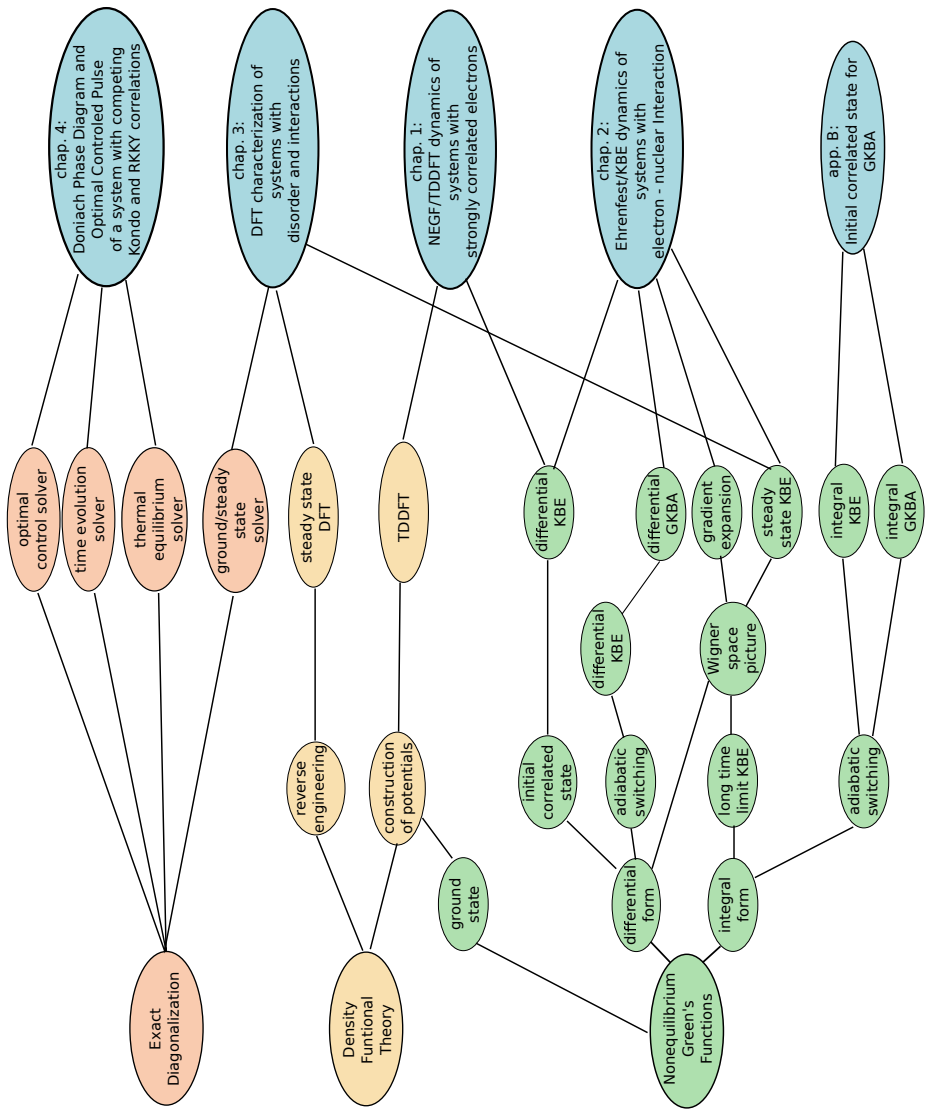 chap. 4:
Doniach Phase Diagram and
Optimal Controled Pulse
of a system with competing
Kondo and RKKY correlations
chap. 3:
DFT characterization of
systems with
disorder and interactions
chap. 1:
NEGF/TDDFT dynamics of
systems with
strongly correlated electrons
chap. 2:
Ehrenfest/KBE dynamics of
systems with
electron - nuclear Interaction
app. B:
Initial correlated state for
GKBA
optimal
control solver
time evolution
solver
thermal
equilibrium
solver
ground/steady
state
solver
steady state
DFT
TDDFT
differential
KBE
differential
GKBA
gradient
expansion
steady
state KBE
integral
KBE
integral
GKBA
differential
KBE
Wigner
space
picture
reverse
engineering
construction
of potentials
initial
correlated
state
adiabatic
switching
long time
limit KBE
adiabatic
switching
ground
state
differential
form
integral
form
Exact
Diagonalization
Density
Funtional
Theory
Nonequilibrium
Green's
Functions